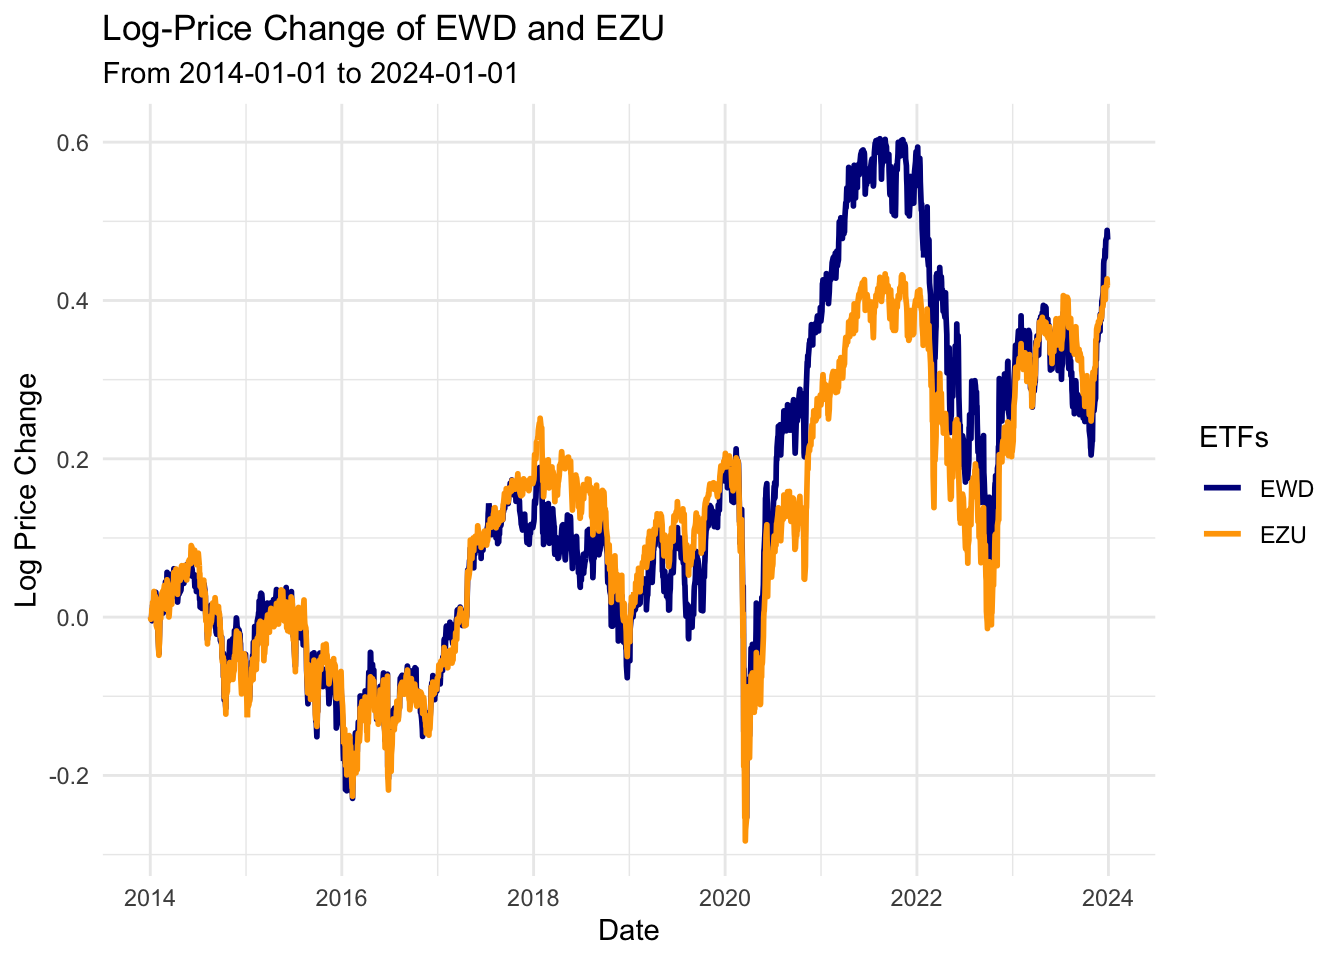 Log-Price Change of EWD and EZU
From 2014-01-01 to 2024-01-01
0.6
0.4
0.2
0.0
-0.2
Log Price Change
2014 2016 2018 2020 2022 2024
Date
ETFs
EWD
EZU